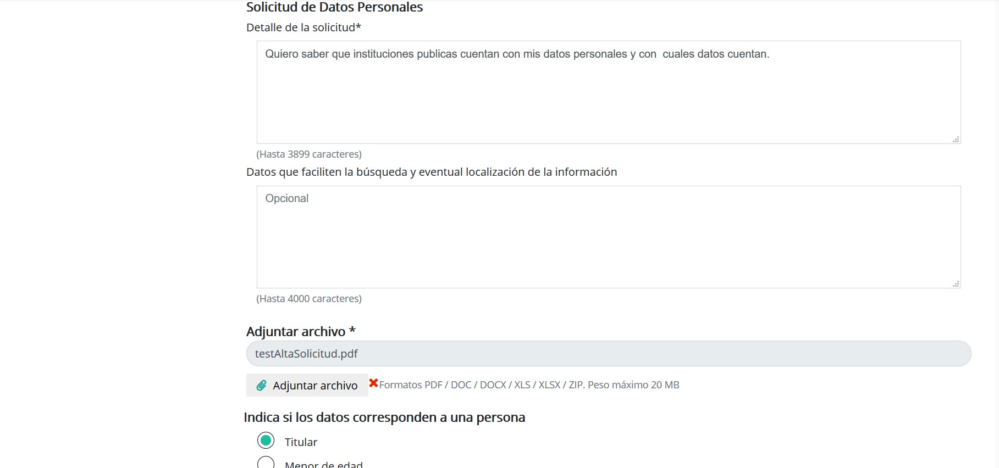 Solicitud de Datos Personales
Detalle de la solicitud*
Quiero saber que instituciones publicas cuentan con mis datos personales y con  cuales datos cuentan.
(Hasta 3899 caracteres)
Datos que faciliten la búsqueda y eventual localización de la información
Opcional
(Hasta 4000 caracteres)
Adjuntar archivo *
testAltaSolicitud.pdf
Adjuntar archivo Formatos PDF / DOC / DOCX / XLS / XLSX / ZIP. Peso máximo 20 MB
Indica si los datos corresponden a una persona
Titular
Menor de edad